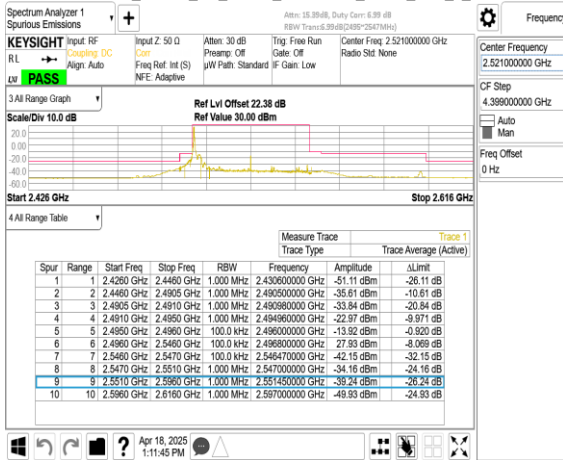 Spectrum Analyzer 1
Spurious Emissions
Attn: 15.39dB, Duty Corr: 6.99 dB
RBW Trans:6.99dB(2495~2547MHz)
Frequency
KEYSIGHT Input: RF Input Z: 50 Ω Atten: 30 dB Trig: Free Run Center Freq: 2.521000000 GHz
RL Coupling: DC Corr Preamp: Off Gate: Off Radio Std: None
Align: Auto Freq Ref: Int (S) µW Path: Standard IF Gain: Low
LXI PASS NFE: Adaptive
Center Frequency
2.521000000 GHz
CF Step
4.399000000 GHz
Auto
Man
Freq Offset
0 Hz
3 All Range Graph
Ref Lvl Offset 22.38 dB
Scale/Div 10.0 dB Ref Value 30.00 dBm
20.0
0.00
-20.0
-40.0
-60.0
Start 2.426 GHz Stop 2.616 GHz
4 All Range Table
Measure Trace Trace 1
Trace Type Trace Average (Active)
Spur Range Start Freq Stop Freq RBW Frequency Amplitude ΔLimit
1 1 2.4260 GHz 2.4460 GHz 1.000 MHz 2.430600000 GHz -51.11 dBm -26.11 dB
2 2 2.4460 GHz 2.4905 GHz 1.000 MHz 2.490500000 GHz -35.61 dBm -10.61 dB
3 3 2.4905 GHz 2.4910 GHz 1.000 MHz 2.490980000 GHz -33.84 dBm -20.84 dB
4 4 2.4910 GHz 2.4950 GHz 1.000 MHz 2.494960000 GHz -22.97 dBm -9.971 dB
5 5 2.4950 GHz 2.4960 GHz 100.0 kHz 2.496000000 GHz -13.92 dBm -0.920 dB
6 6 2.4960 GHz 2.5460 GHz 100.0 kHz 2.496800000 GHz 27.93 dBm -8.069 dB
7 7 2.5460 GHz 2.5470 GHz 100.0 kHz 2.546470000 GHz -42.15 dBm -32.15 dB
8 8 2.5470 GHz 2.5510 GHz 1.000 MHz 2.547000000 GHz -34.16 dBm -24.16 dB
9 9 2.5510 GHz 2.5960 GHz 1.000 MHz 2.551450000 GHz -39.24 dBm -26.24 dB
10 10 2.5960 GHz 2.6160 GHz 1.000 MHz 2.597000000 GHz -49.93 dBm -24.93 dB
Apr 18, 2025
1:11:45 PM